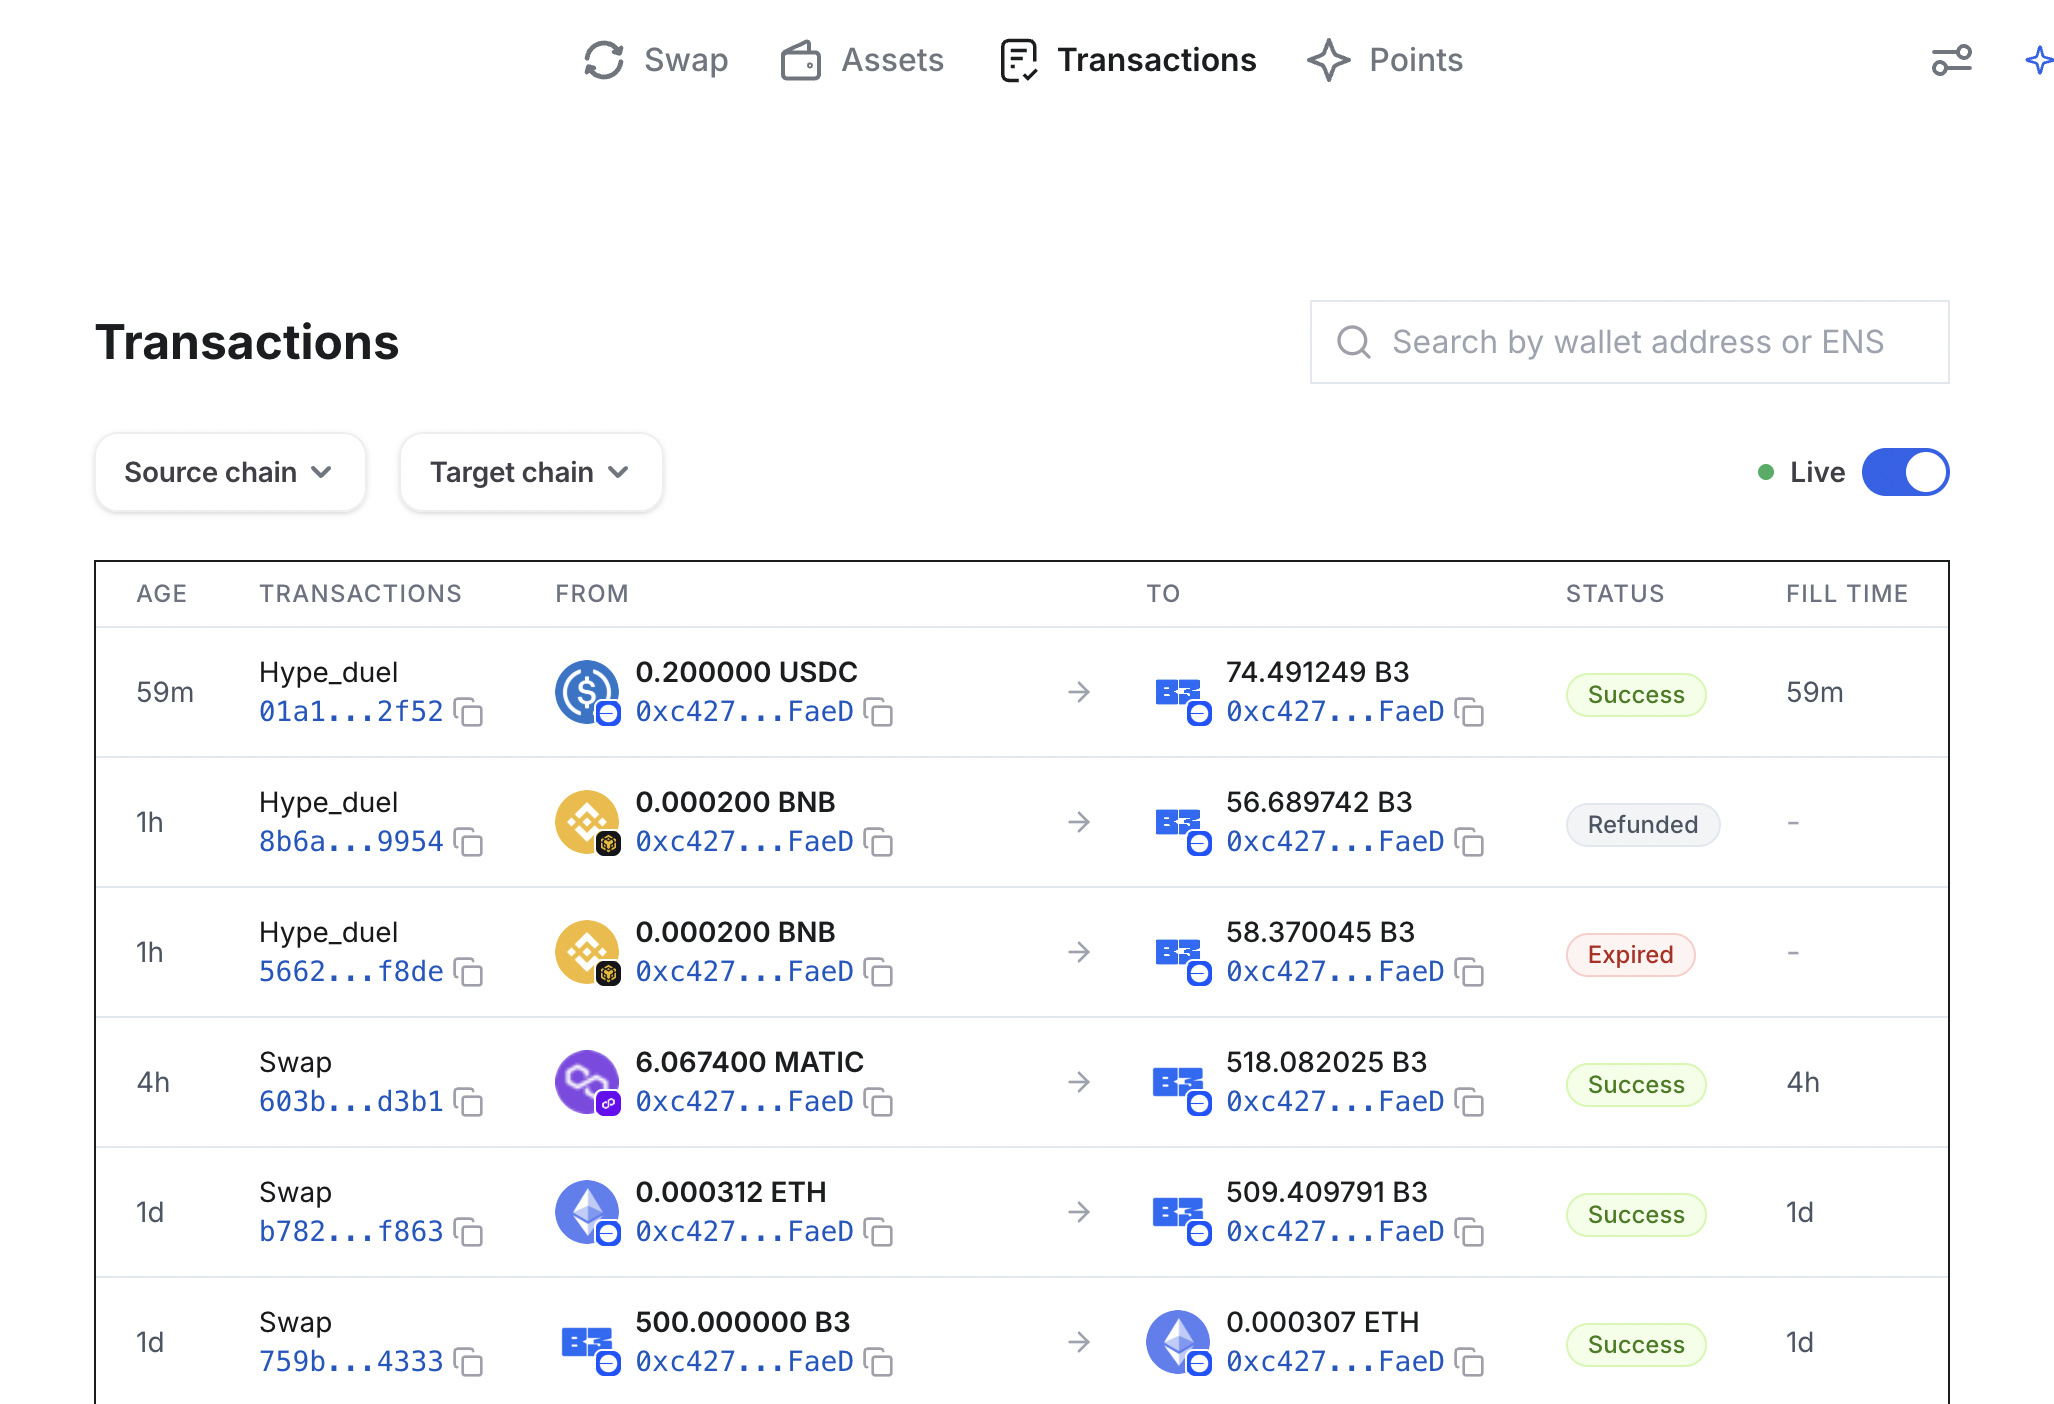 Swap
Assets
Transactions
Points
Transactions
Search by wallet address or ENS
Source chain
Target chain
Live
AGE TRANSACTIONS FROM TO STATUS FILL TIME
59m
Hype_duel
01a1...2f52
0.200000 USDC
0xc427...FaeD
74.491249 B3
0xc427...FaeD
Success
59m
1h
Hype_duel
8b6a...9954
0.000200 BNB
0xc427...FaeD
56.689742 B3
0xc427...FaeD
Refunded
-
1h
Hype_duel
5662...f8de
0.000200 BNB
0xc427...FaeD
58.370045 B3
0xc427...FaeD
Expired
-
4h
Swap
603b...d3b1
6.067400 MATIC
0xc427...FaeD
518.082025 B3
0xc427...FaeD
Success
4h
1d
Swap
b782...f863
0.000312 ETH
0xc427...FaeD
509.409791 B3
0xc427...FaeD
Success
1d
1d
Swap
759b...4333
500.000000 B3
0xc427...FaeD
0.000307 ETH
0xc427...FaeD
Success
1d